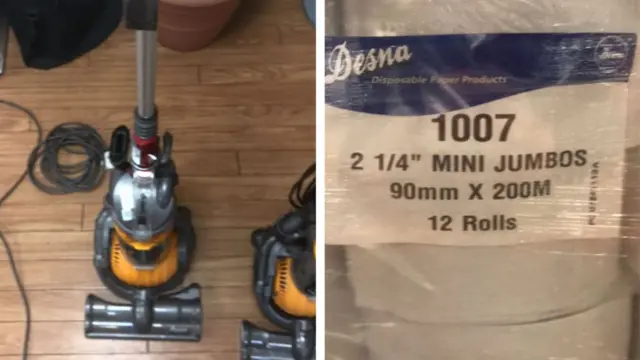 Desna
Disposable Paper Products
1007
2 1/4" MINI JUMBOS
90mm X 200M
12 Rolls